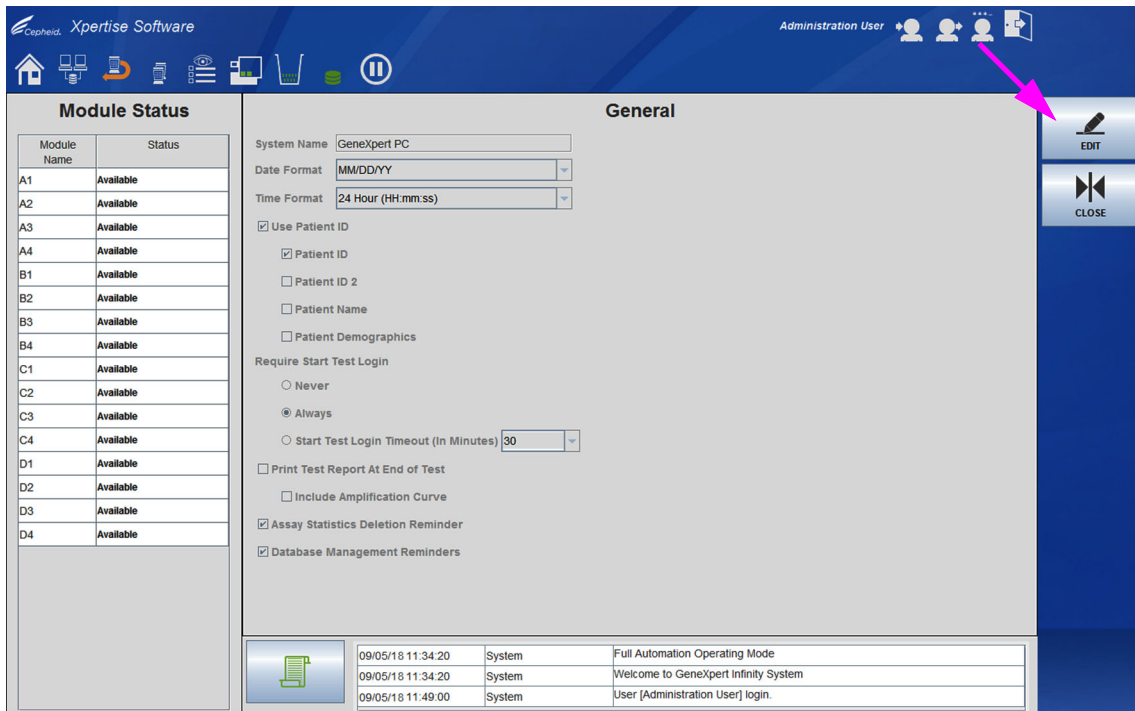 Cepheid. Xpertise Software
Administration User
Module Status
Module Name Status
A1 Available
A2 Available
A3 Available
A4 Available
B1 Available
B2 Available
B3 Available
B4 Available
C1 Available
C2 Available
C3 Available
C4 Available
D1 Available
D2 Available
D3 Available
D4 Available
General
System Name GeneXpert PC
Date Format MM/DD/YY
Time Format 24 Hour (HH:mm:ss)
Use Patient ID
Patient ID
Patient ID 2
Patient Name
Patient Demographics
Require Start Test Login
Never
Always
Start Test Login Timeout (In Minutes) 30
Print Test Report At End of Test
Include Amplification Curve
Assay Statistics Deletion Reminder
Database Management Reminders
EDIT
CLOSE
09/05/18 11:34:20 System Full Automation Operating Mode
09/05/18 11:34:20 System Welcome to GeneXpert Infinity System
09/05/18 11:49:00 System User [Administration User] login.